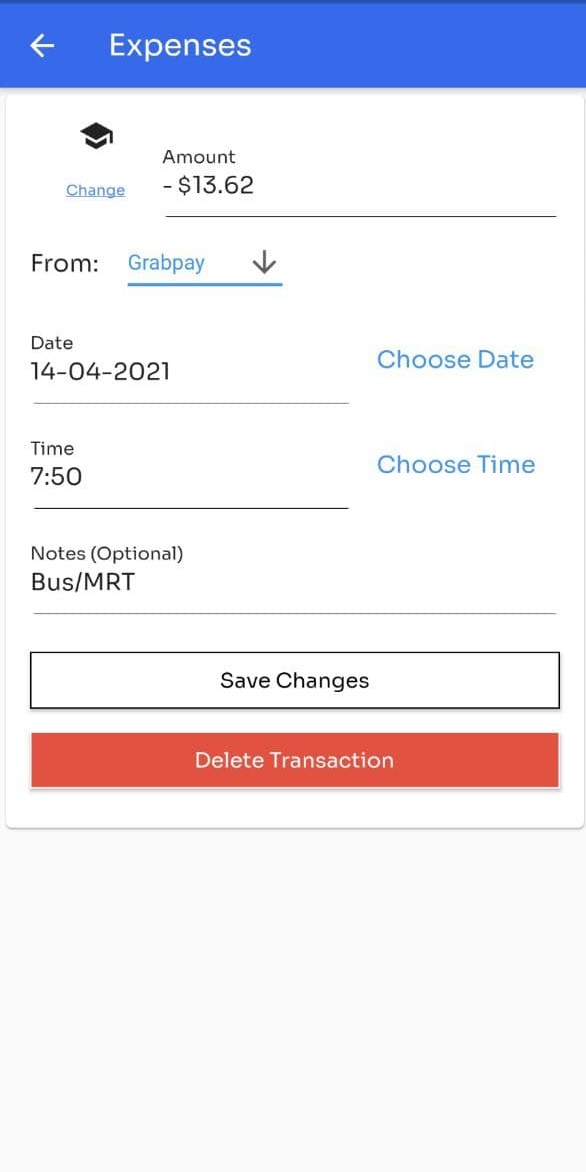 Expenses
Amount
Change
- $13.62
From: Grabpay
Date
14-04-2021
Choose Date
Time
7:50
Choose Time
Notes (Optional)
Bus/MRT
Save Changes
Delete Transaction